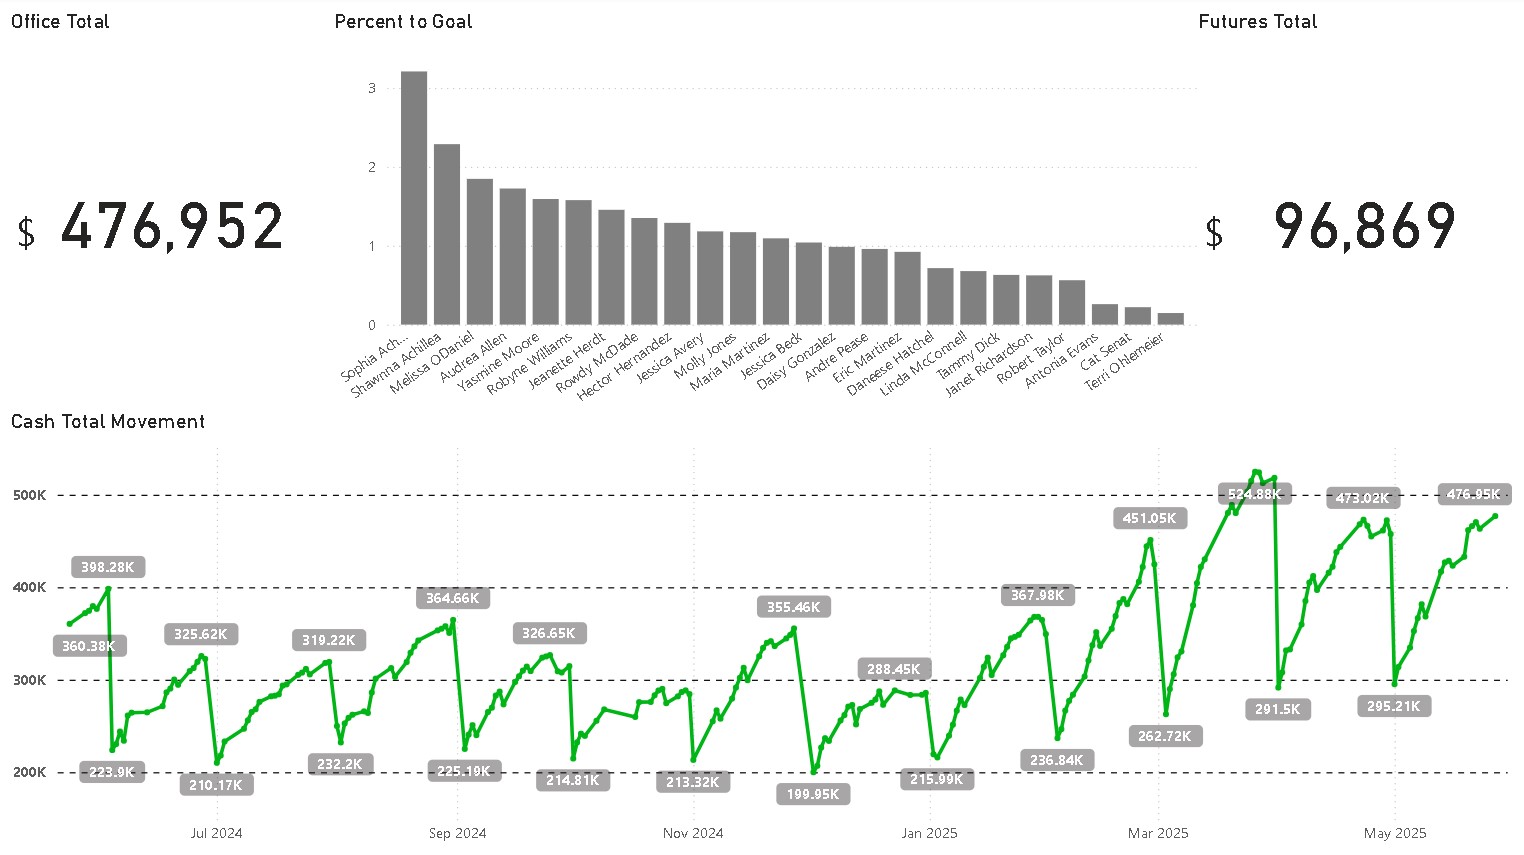 Office Total
$ 476,952
Percent to Goal
3
2
1
0
Sophia Ach...
Shawnna Achillea
Melissa ODaniel
Audrea Allen
Yasmine Moore
Robyne Williams
Jeanette Herdt
Rowdy McDade
Hector Hernandez
Jessica Avery
Molly Jones
Maria Martinez
Jessica Beck
Daisy Gonzalez
Andre Pease
Eric Martinez
Daneese Hatchel
Linda McConnell
Tammy Dick
Janet Richardson
Robert Taylor
Antonia Evans
Cat Senat
Terri Ohlemeier
Futures Total
$ 96,869
Cash Total Movement
500K
400K
300K
200K
360.38K
398.28K
223.9K
325.62K
210.17K
319.22K
232.2K
364.66K
225.19K
326.65K
214.81K
213.32K
355.46K
199.95K
288.45K
215.99K
367.98K
236.84K
451.05K
262.72K
524.88K
291.5K
473.02K
295.21K
476.95K
Jul 2024
Sep 2024
Nov 2024
Jan 2025
Mar 2025
May 2025